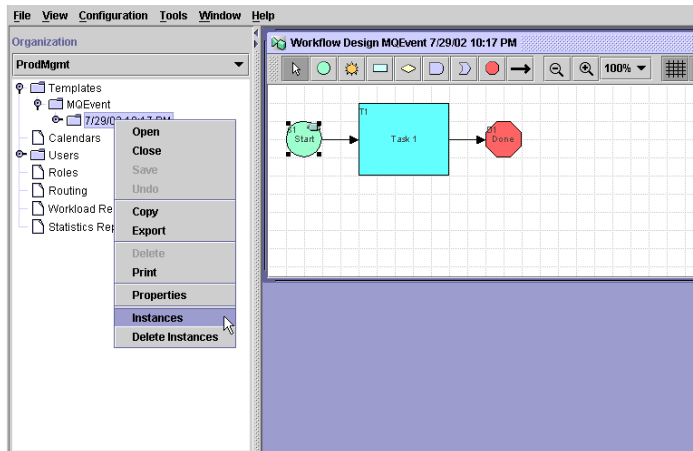 File View Configuration Tools Window Help
Organization
ProdMgmt
Templates
MQEvent
7/29/02 10:17 PM
Calendars
Users
Roles
Routing
Workload Re
Statistics Rep
Open
Close
Save
Undo
Copy
Export
Delete
Print
Properties
Instances
Delete Instances
Workflow Design MQEvent 7/29/02 10:17 PM
100%
S1
Start
T1
Task 1
D1
Done